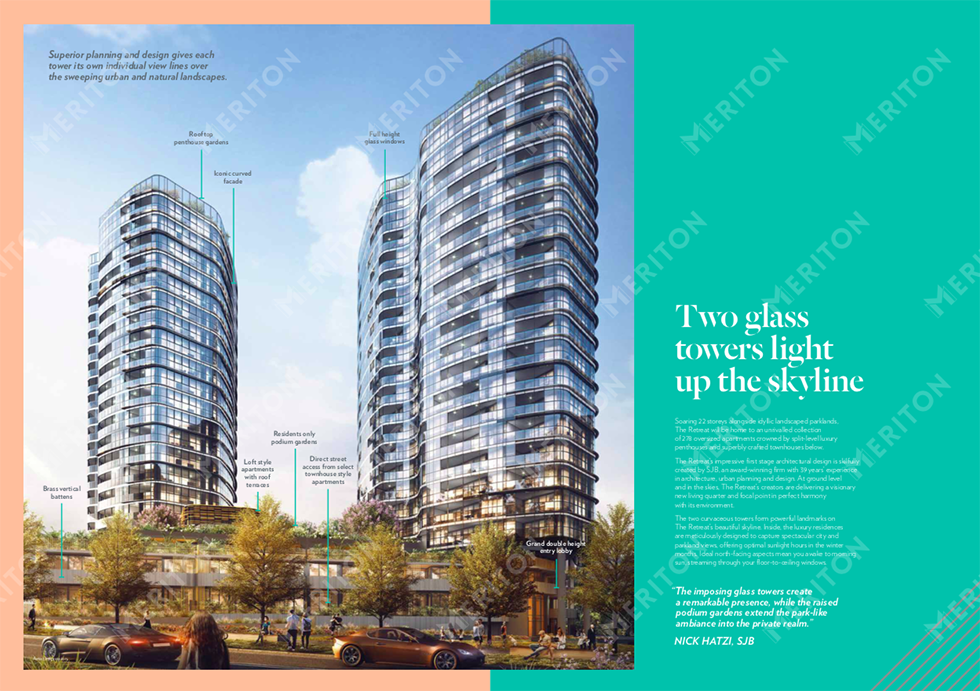 Superior planning and design gives each
tower its own individual view lines over
the sweeping urban and natural landscapes.
Roof top
penthouse gardens
Full height
glass windows
Iconic curved
facade
Residents only
podium gardens
Loft style
apartments
with roof
terraces
Direct street
access from select
townhouse style
apartments
Brass vertical
battens
Grand double height
entry lobby
Two glass
towers light
up the skyline
Soaring 22 storeys alongside idyllic landscaped parklands,
The Retreat will be home to an unrivalled collection
of 278 oversized apartments crowned by split-level luxury
penthouses and superbly crafted townhouses below.
The Retreat's impressive first stage architectural design is skilfully
created by SJB, an award-winning firm with 39 years' experience
in architecture, urban planning and design. At ground level
and in the skies, The Retreat's creators are delivering a visionary
new living quarter and focal point in perfect harmony
with its environment.
The two curvaceous towers form powerful landmarks on
The Retreat's beautiful skyline. Inside, the luxury residences
are meticulously designed to capture spectacular city and
parkland views, offering optimal sunlight hours in the winter
months. Ideal north-facing aspects mean you awake to morning
sun streaming through your floor-to-ceiling windows.
"The imposing glass towers create
a remarkable presence, while the raised
podium gardens extend the park-like
ambiance into the private realm."
NICK HATZI, SJB
MERITON
MERITON
MERITON
MERITON
MERITON
MERITON
MERITON
MERITON
MERITON